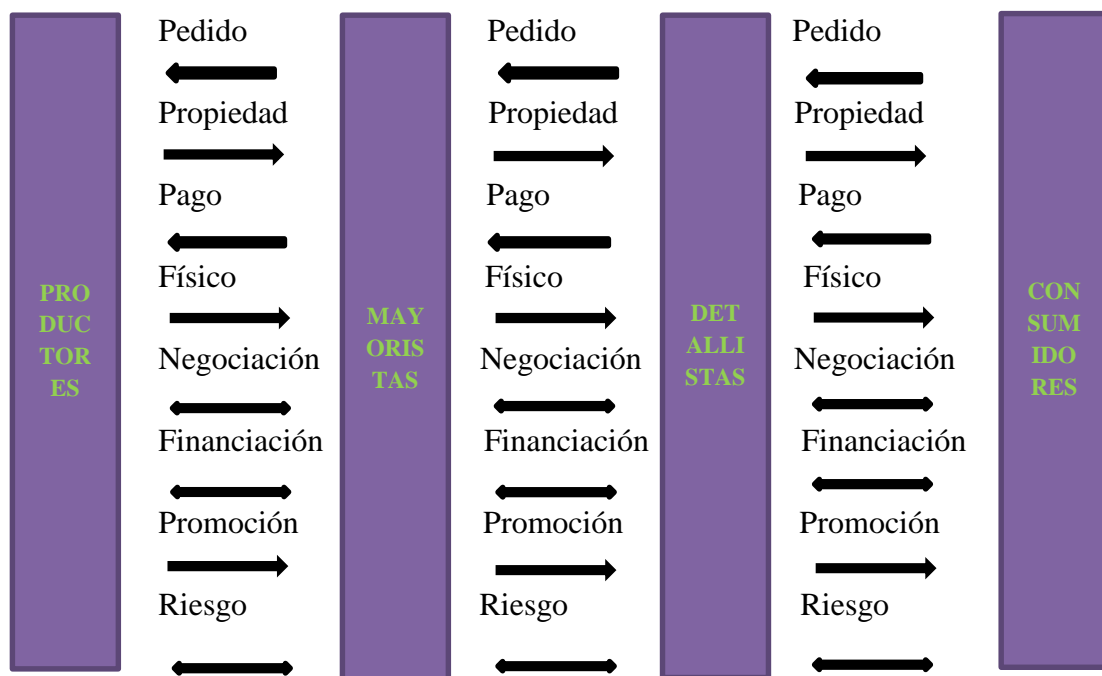 PRO
DUC
TOR
ES
Pedido
Propiedad
Pago
Físico
Negociación
Financiación
Promoción
Riesgo
MAY
ORIS
TAS
Pedido
Propiedad
Pago
Físico
Negociación
Financiación
Promoción
Riesgo
DET
ALLI
STAS
Pedido
Propiedad
Pago
Físico
Negociación
Financiación
Promoción
Riesgo
CON
SUM
IDO
RES